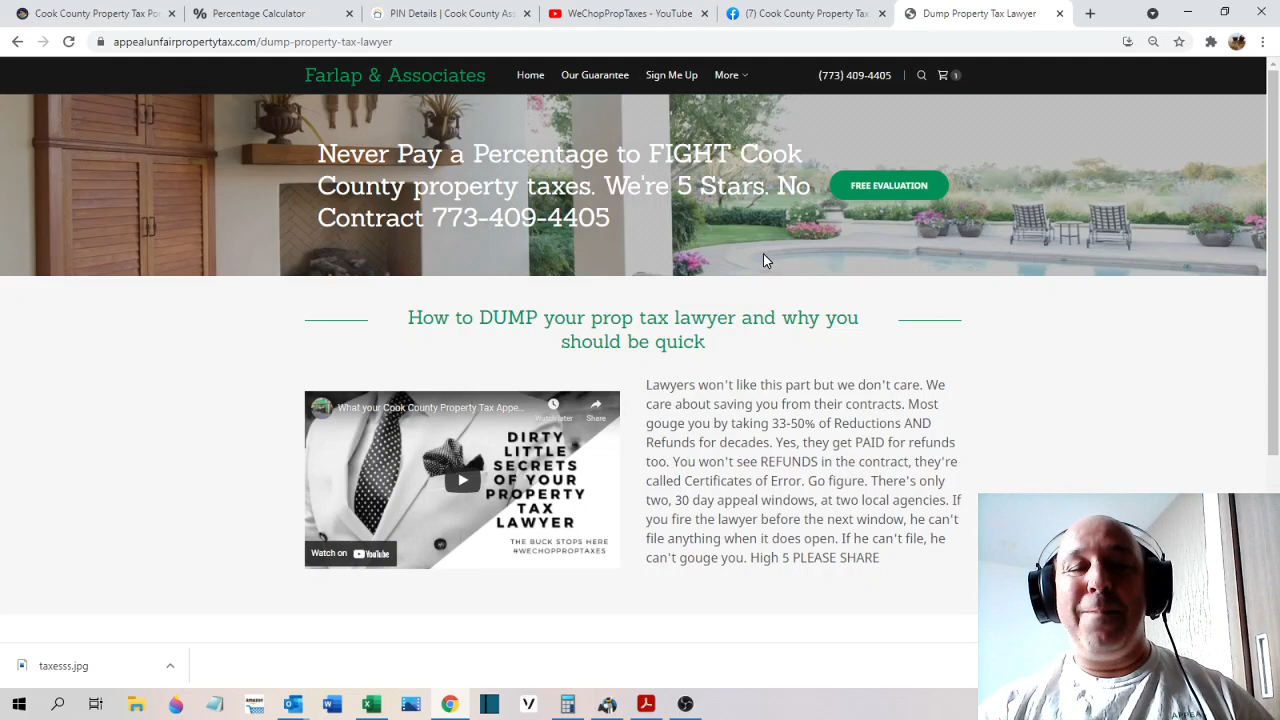 Cook County Property Tax Por
Percentage Calculator
PIN Details | Cook County As
WeChopPropTaxes - YouTube
(7) Cook County Property Tax
Dump Property Tax Lawyer
appealunfairpropertytax.com/dump-property-tax-lawyer
Farlap & Associates
Home
Our Guarantee
Sign Me Up
More
(773) 409-4405
1
Never Pay a Percentage to FIGHT Cook
County property taxes. We're 5 Stars. No
Contract 773-409-4405
FREE EVALUATION
How to DUMP your prop tax lawyer and why you
should be quick
What your Cook County Property Tax Appe...
Watch later
Share
DIRTY
LITTLE
SECRETS
OF YOUR
PROPERTY
TAX
LAWYER
THE BUCK STOPS HERE
#WECHOPPROPTAXES
Watch on YouTube
Lawyers won't like this part but we don't care. We
care about saving you from their contracts. Most
gouge you by taking 33-50% of Reductions AND
Refunds for decades. Yes, they get PAID for refunds
too. You won't see REFUNDS in the contract, they're
called Certificates of Error. Go figure. There's only
two, 30 day appeal windows, at two local agencies. If
you fire the lawyer before the next window, he can't
file anything when it does open. If he can't file, he
can't gouge you. High 5 PLEASE SHARE
taxesss.jpg
amazon
APPEAL